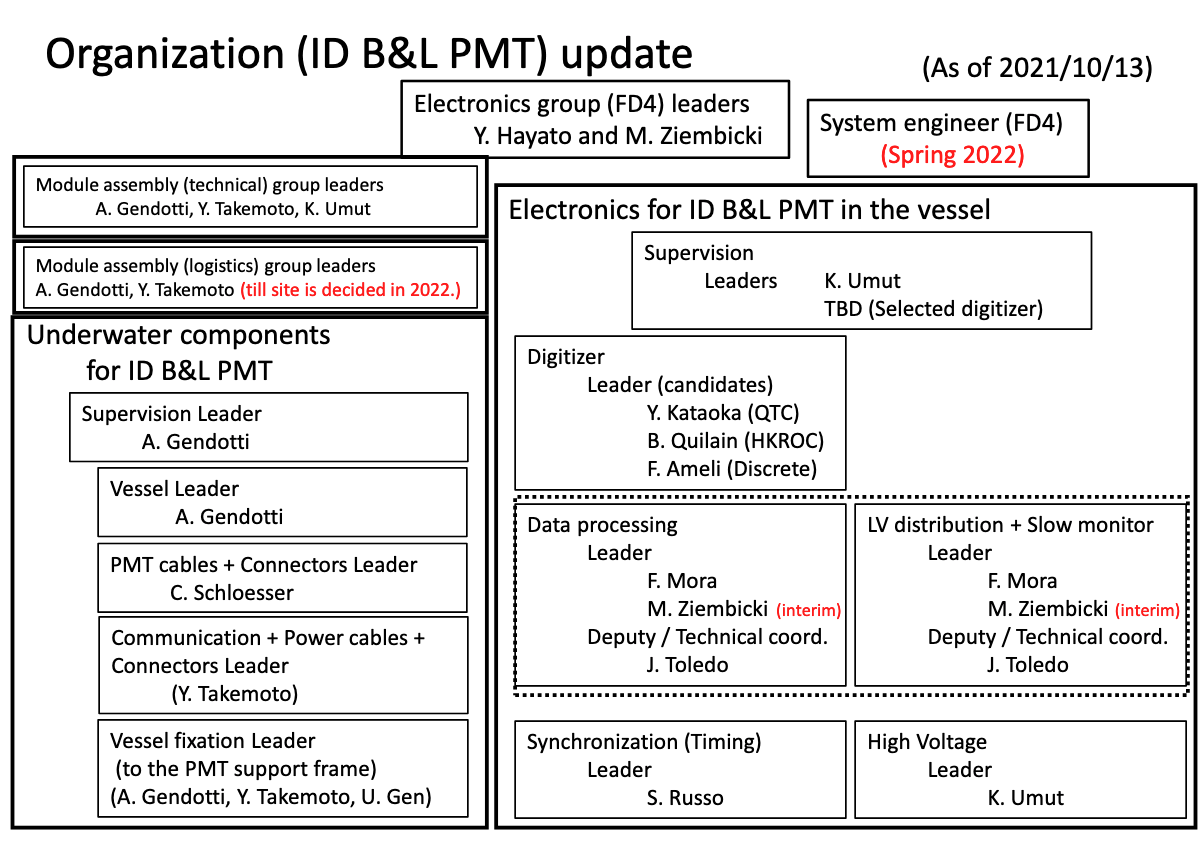 Organization (ID B&L PMT) update
(As of 2021/10/13)
Electronics group (FD4) leaders
Y. Hayato and M. Ziembicki
System engineer (FD4)
(Spring 2022)
Module assembly (technical) group leaders
A. Gendotti, Y. Takemoto, K. Umut
Module assembly (logistics) group leaders
A. Gendotti, Y. Takemoto (till site is decided in 2022.)
Underwater components
for ID B&L PMT
Supervision Leader
A. Gendotti
Vessel Leader
A. Gendotti
PMT cables + Connectors Leader
C. Schloesser
Communication + Power cables +
Connectors Leader
(Y. Takemoto)
Vessel fixation Leader
(to the PMT support frame)
(A. Gendotti, Y. Takemoto, U. Gen)
Electronics for ID B&L PMT in the vessel
Supervision
Leaders K. Umut
TBD (Selected digitizer)
Digitizer
Leader (candidates)
Y. Kataoka (QTC)
B. Quilain (HKROC)
F. Ameli (Discrete)
Data processing
Leader
F. Mora
M. Ziembicki (interim)
Deputy / Technical coord.
J. Toledo
LV distribution + Slow monitor
Leader
F. Mora
M. Ziembicki (interim)
Deputy / Technical coord.
J. Toledo
Synchronization (Timing)
Leader
S. Russo
High Voltage
Leader
K. Umut